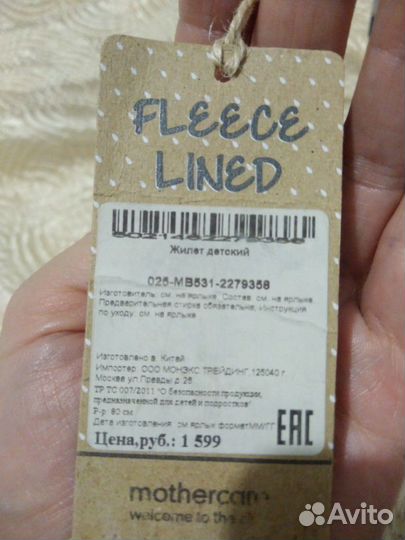 FLEECE
LINED
Жилет детский
025-MB531-2279358
Изготовитель: см. на ярлыке. Состав: см. на ярлыке.
Предварительная стирка обязательна. Инструкция
по уходу: см. на ярлыке
Изготовлено в: Китай
Импортер: ООО МОНЭКС ТРЕЙДИНГ 125040 г.
Москва ул.Правды д.26
ТР ТС 007/2011 "О безопасности продукции,
предназначенной для детей и подростков"
Р-р: 80 см
Дата изготовления: см.ярлык форматММ/ГГ
Цена,руб.: 1 599
EAC
mothercare
welcome to the
Avito